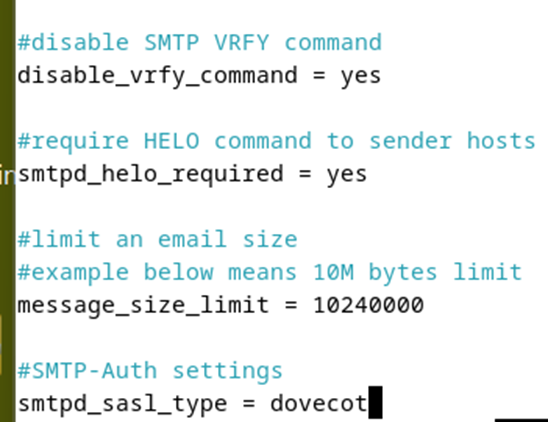 #disable SMTP VRFY command
disable_vrfy_command = yes
#require HELO command to sender hosts
smtpd_helo_required = yes
#limit an email size
#example below means 10M bytes limit
message_size_limit = 10240000
#SMTP-Auth settings
smtpd_sasl_type = dovecot